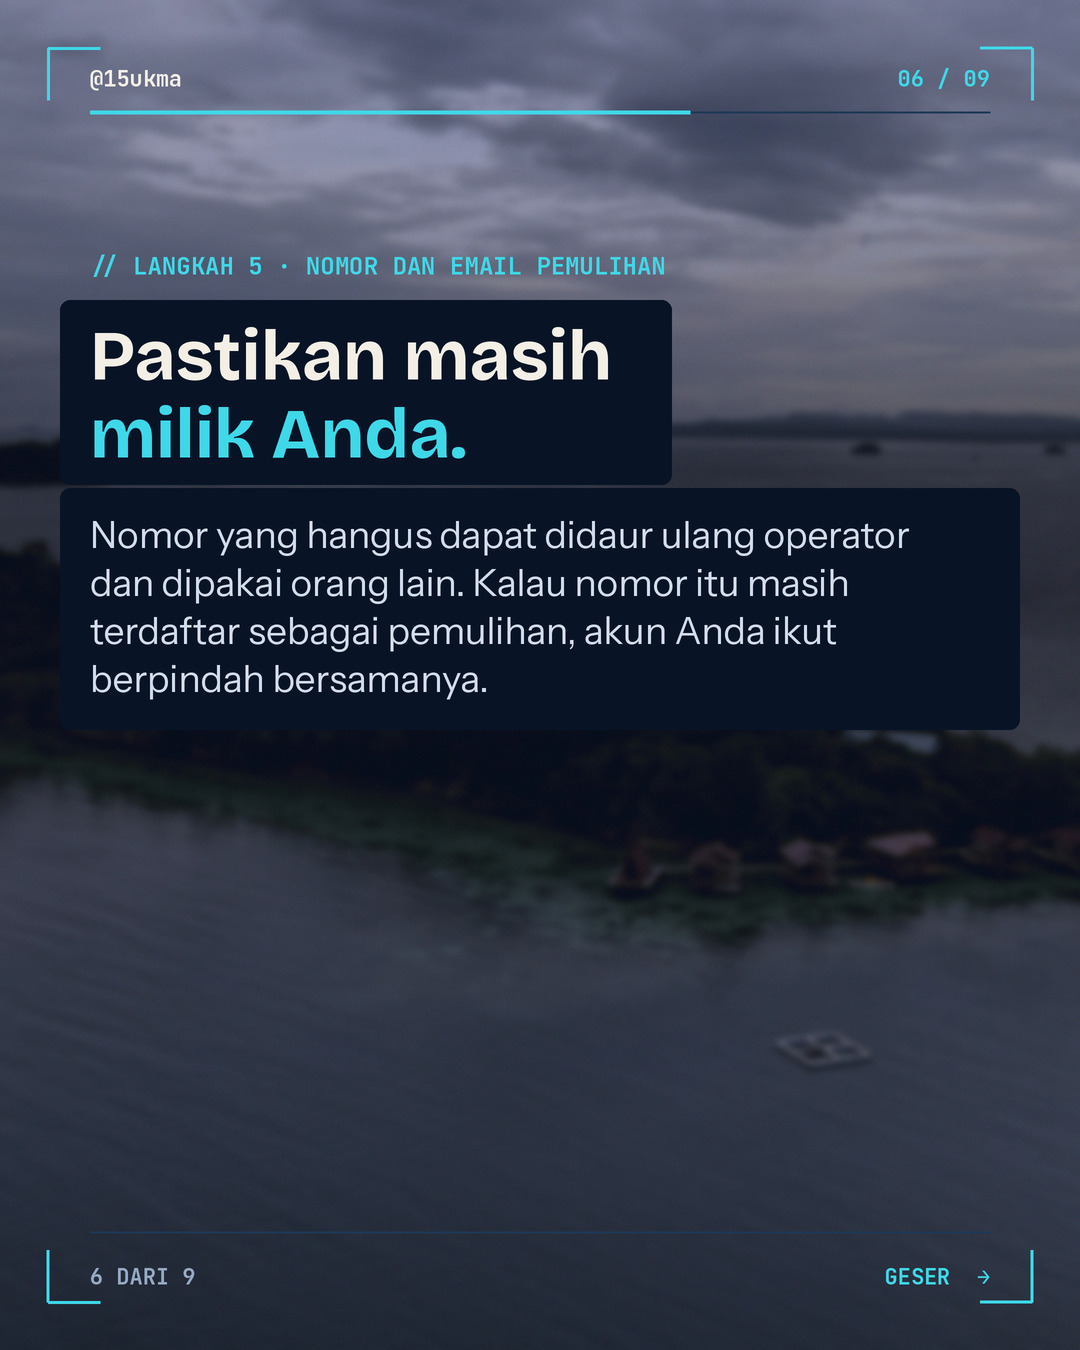 @15ukma
06 / 09
// LANGKAH 5 · NOMOR DAN EMAIL PEMULIHAN
Pastikan masih
milik Anda.
Nomor yang hangus dapat didaur ulang operator
dan dipakai orang lain. Kalau nomor itu masih
terdaftar sebagai pemulihan, akun Anda ikut
berpindah bersamanya.
6 DARI 9
GESER →